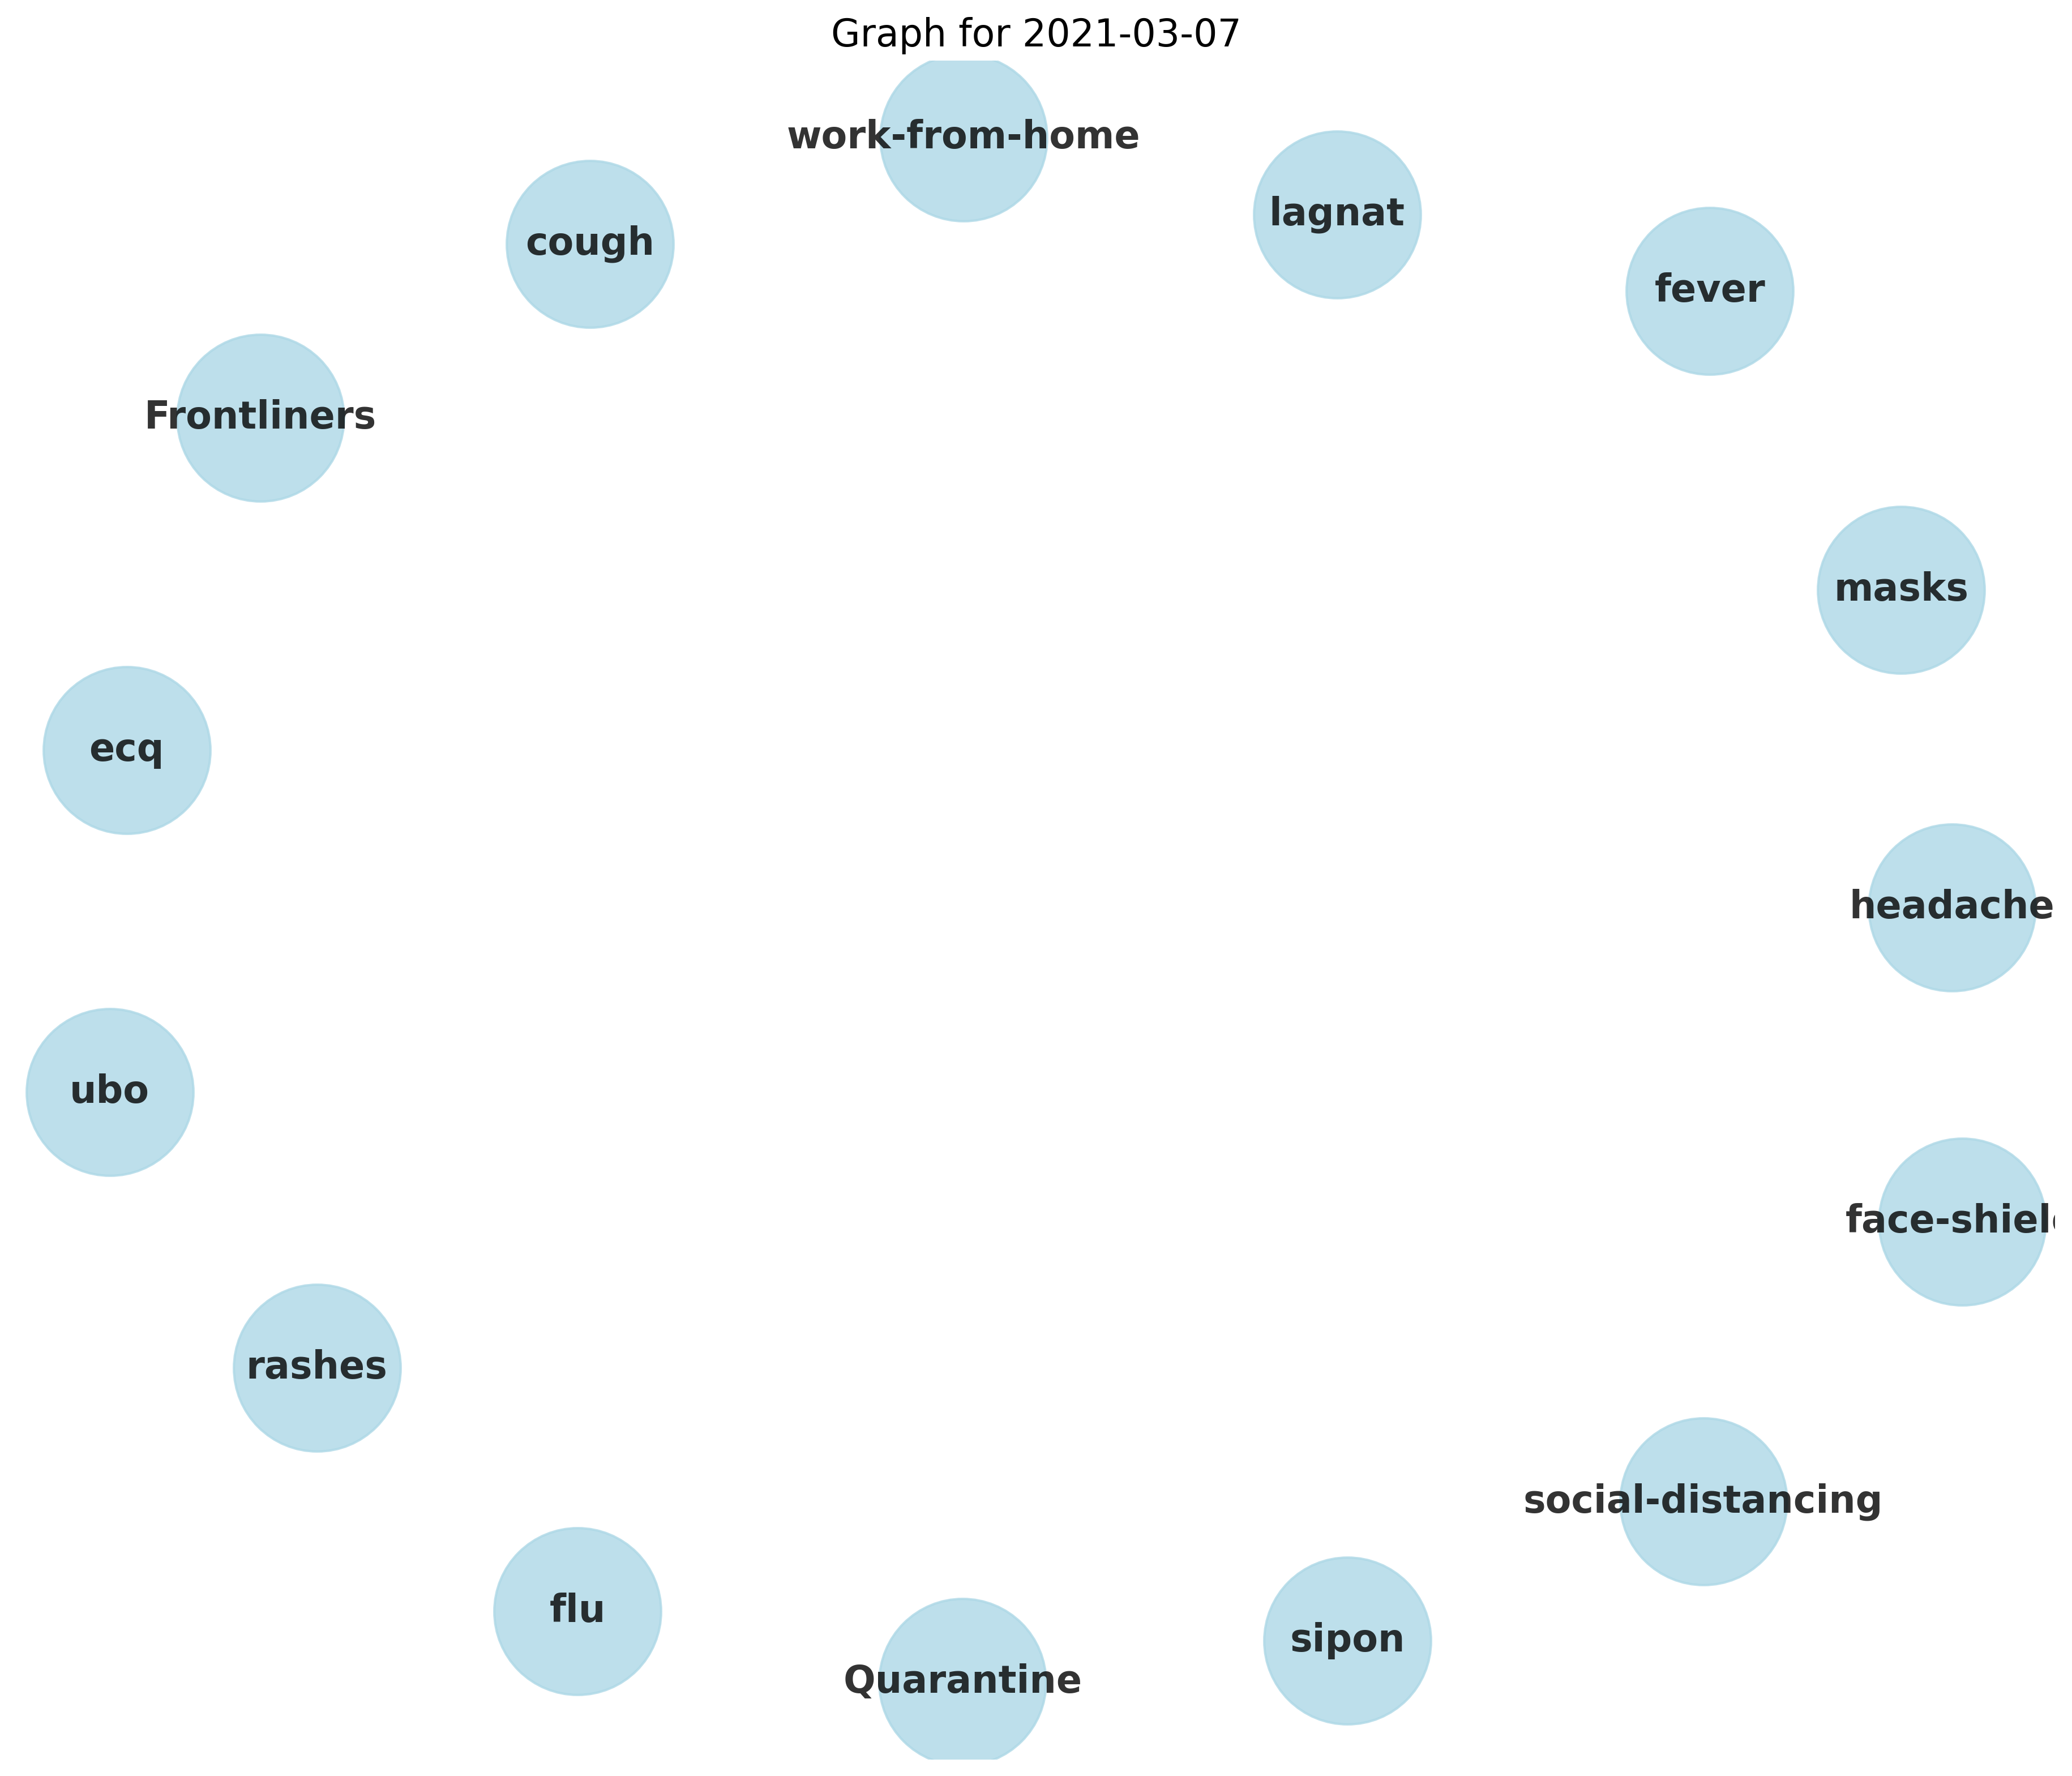 Graph for 2021-03-07
work-from-home
lagnat
cough
fever
Frontliners
masks
ecq
headache
ubo
face-shiel
rashes
social-distancing
flu
sipon
Quarantine